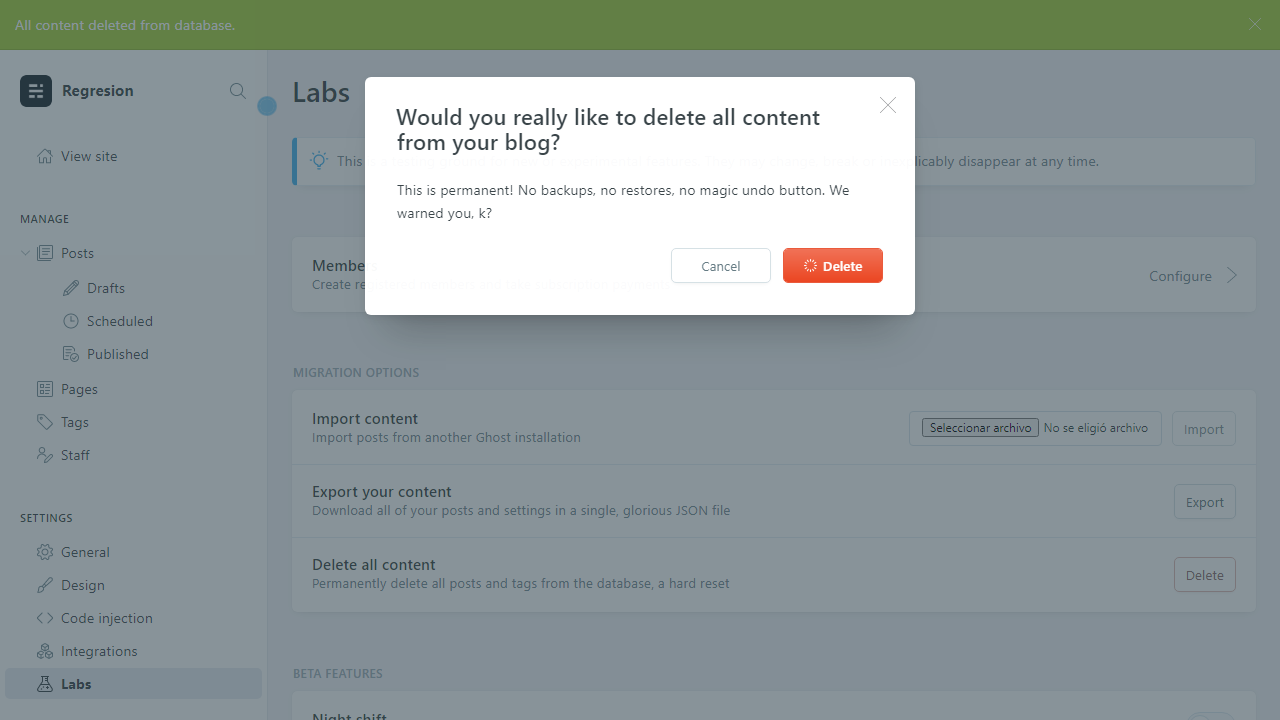 All content deleted from database.
Regresion
View site
MANAGE
Posts
Drafts
Scheduled
Published
Pages
Tags
Staff
SETTINGS
General
Design
Code injection
Integrations
Labs
Labs
Would you really like to delete all content
from your blog?
This is permanent! No backups, no restores, no magic undo button. We
warned you, k?
Cancel
Delete
This disappear at any time.
Members
Create
Configure
MIGRATION OPTIONS
Import content
Import posts from another Ghost installation
Seleccionar archivo No se eligió archivo
Import
Export your content
Download all of your posts and settings in a single, glorious JSON file
Export
Delete all content
Permanently delete all posts and tags from the database, a hard reset
Delete
BETA FEATURES
Night shift